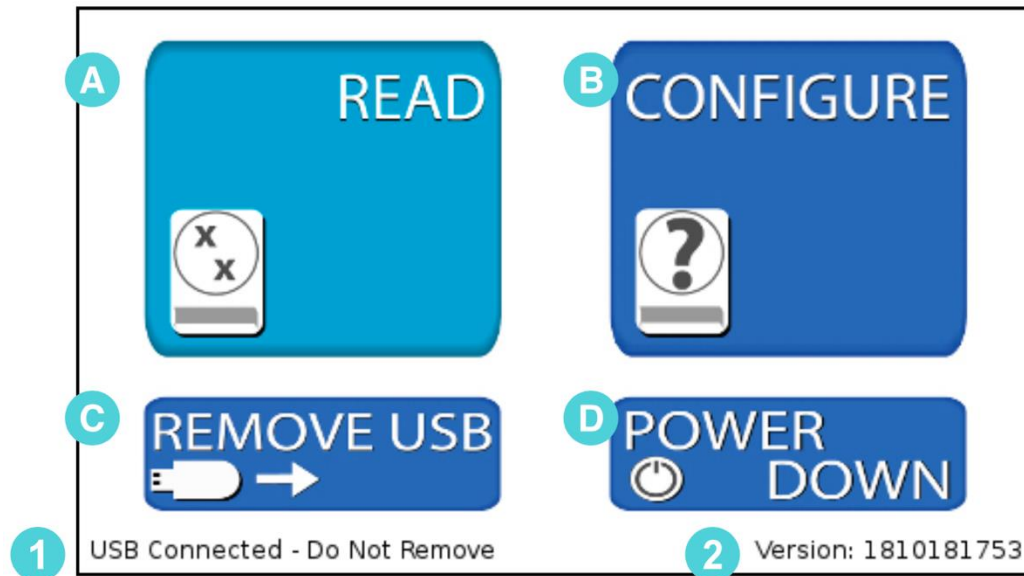 A
READ
X
X
B
CONFIGURE
?
C
REMOVE USB
D
POWER
DOWN
1
USB Connected - Do Not Remove
2
Version: 1810181753